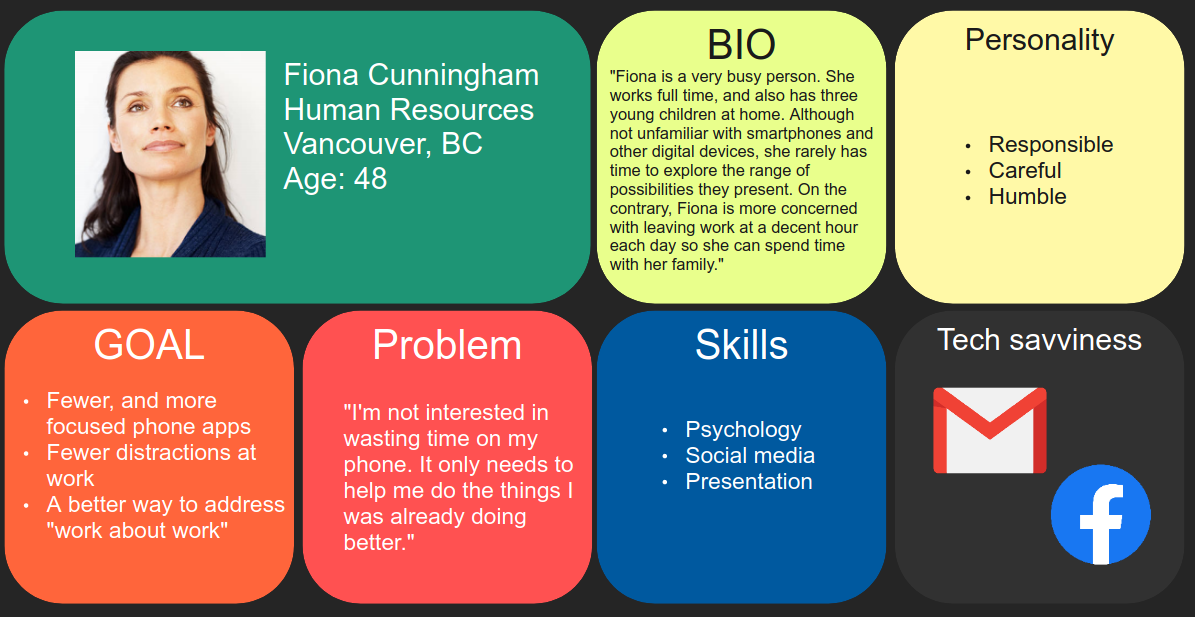 Fiona Cunningham
Human Resources
Vancouver, BC
Age: 48
BIO
"Fiona is a very busy person. She
works full time, and also has three
young children at home. Although
not unfamiliar with smartphones and
other digital devices, she rarely has
time to explore the range of
possibilities they present. On the
contrary, Fiona is more concerned
with leaving work at a decent hour
each day so she can spend time
with her family."
Personality
• Responsible
• Careful
• Humble
GOAL
• Fewer, and more
focused phone apps
• Fewer distractions at
work
• A better way to address
"work about work"
Problem
"I'm not interested in
wasting time on my
phone. It only needs to
help me do the things I
was already doing
better."
Skills
• Psychology
• Social media
• Presentation
Tech savviness